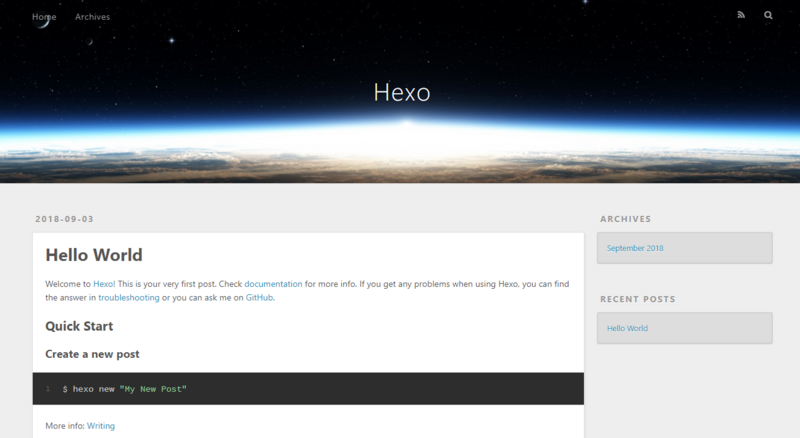 Home Archives
Hexo
2018-09-03
Hello World
Welcome to Hexo! This is your very first post. Check documentation for more info. If you get any problems when using Hexo, you can find
the answer in troubleshooting or you can ask me on GitHub.
Quick Start
Create a new post
1 $ hexo new "My New Post"
More info: Writing
ARCHIVES
September 2018
RECENT POSTS
Hello World